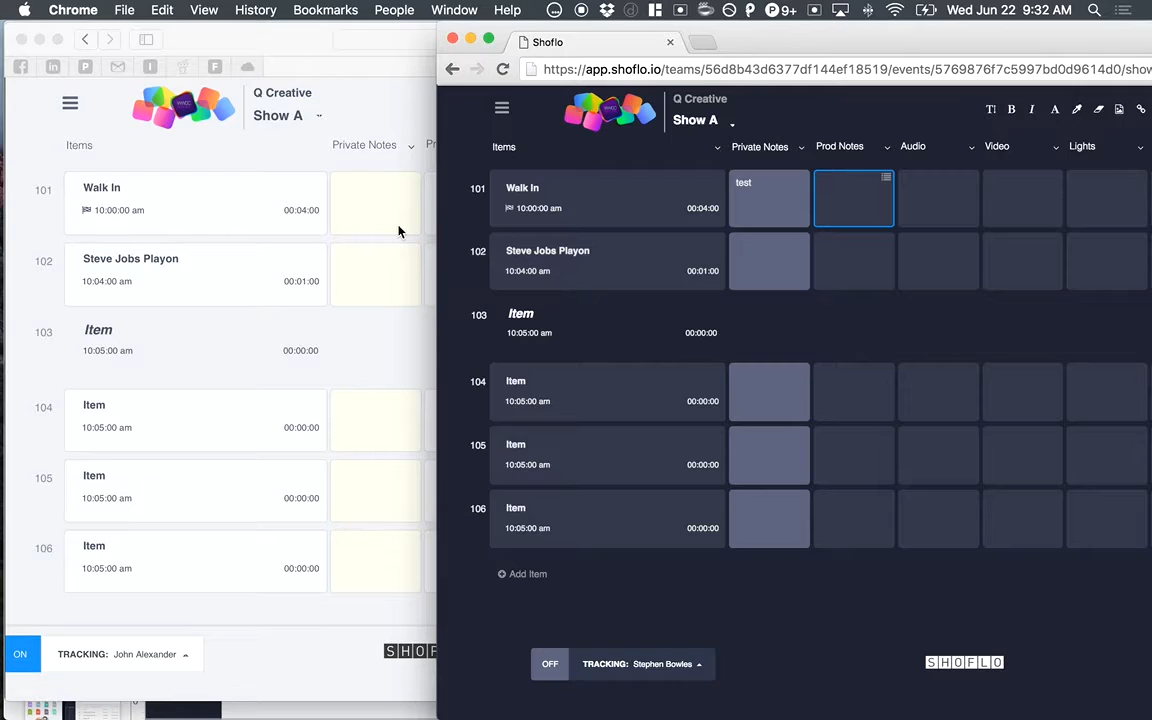 Chrome File Edit View History Bookmarks People Window Help 9+ Wed Jun 22 9:32 AM
Shoflo
https://app.shoflo.io/teams/56d8b43d6377df144ef18519/events/5769876f7c5997bd0d9614d0/show
Q Creative
Show A
Items Private Notes
101 Walk In
10:00:00 am 00:04:00
102 Steve Jobs Playon
10:04:00 am 00:01:00
103 Item
10:05:00 am 00:00:00
104 Item
10:05:00 am 00:00:00
105 Item
10:05:00 am 00:00:00
106 Item
10:05:00 am 00:00:00
ON TRACKING: John Alexander
SHOF
Q Creative
Show A
Items Private Notes Prod Notes Audio Video Lights
101 Walk In test
10:00:00 am 00:04:00
102 Steve Jobs Playon
10:04:00 am 00:01:00
103 Item
10:05:00 am 00:00:00
104 Item
10:05:00 am 00:00:00
105 Item
10:05:00 am 00:00:00
106 Item
10:05:00 am 00:00:00
Add Item
OFF TRACKING: Stephen Bowles
SHOFLO